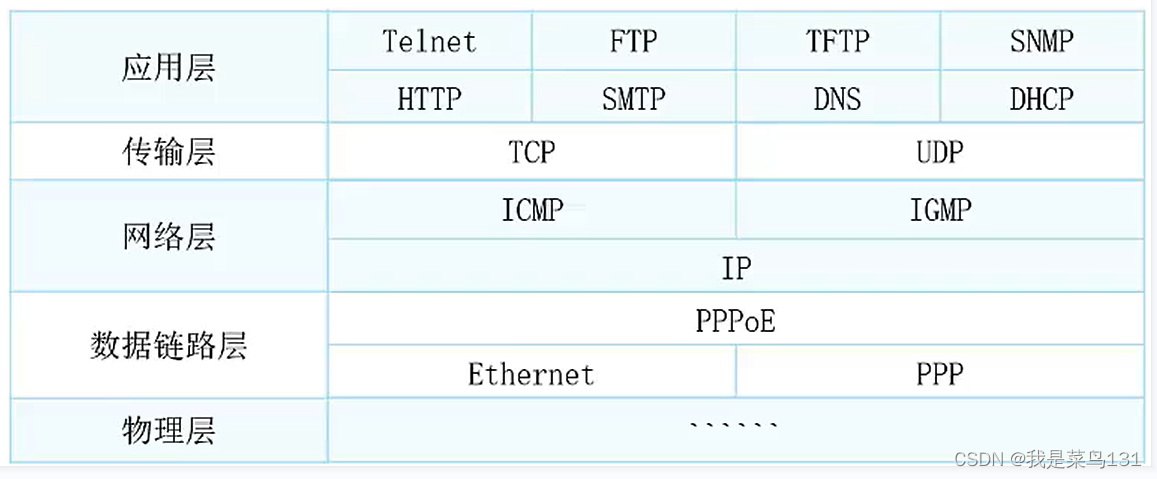 应用层
Telnet FTP TFTP SNMP
HTTP SMTP DNS DHCP
传输层
TCP UDP
网络层
ICMP IGMP
IP
数据链路层
PPPoE
Ethernet PPP
物理层
、、、、、、
CSDN @我是菜鸟131